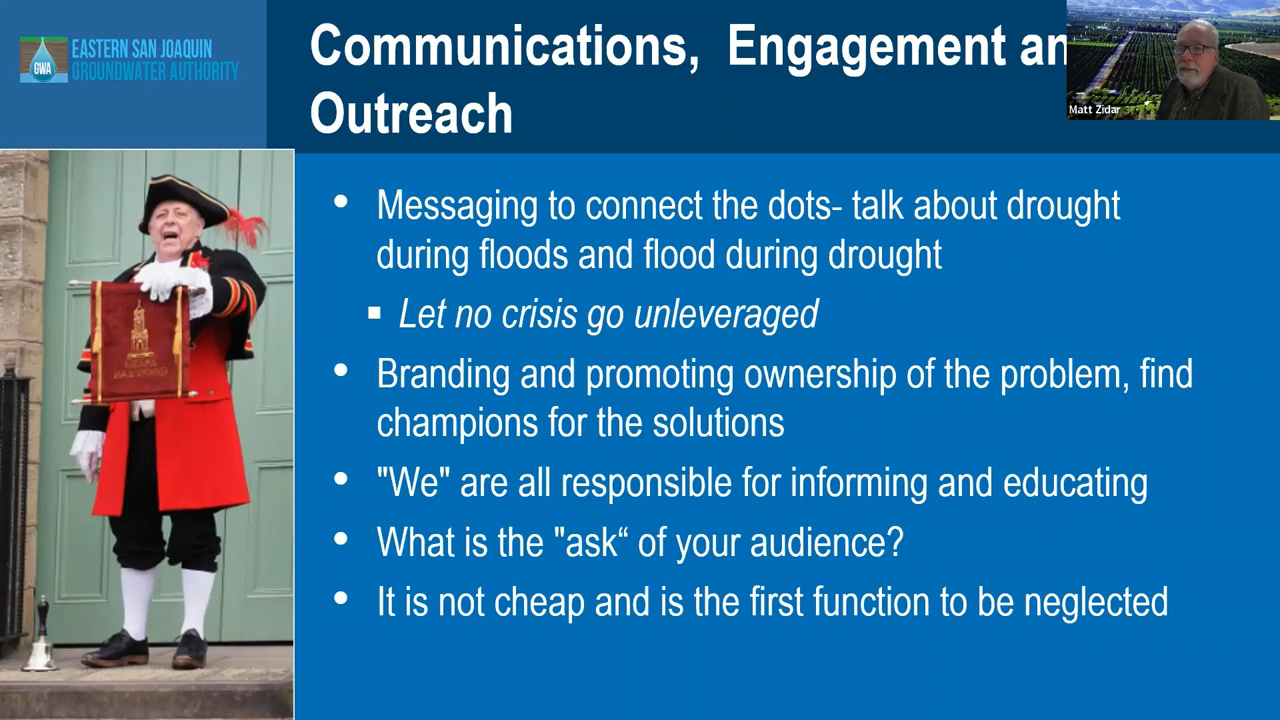 EASTERN SAN JOAQUIN
GROUNDWATER AUTHORITY
GWA
Communications, Engagement an
Outreach
Matt Zidar
• Messaging to connect the dots- talk about drought
during floods and flood during drought
▪ Let no crisis go unleveraged
• Branding and promoting ownership of the problem, find
champions for the solutions
• "We" are all responsible for informing and educating
• What is the "ask“ of your audience?
• It is not cheap and is the first function to be neglected